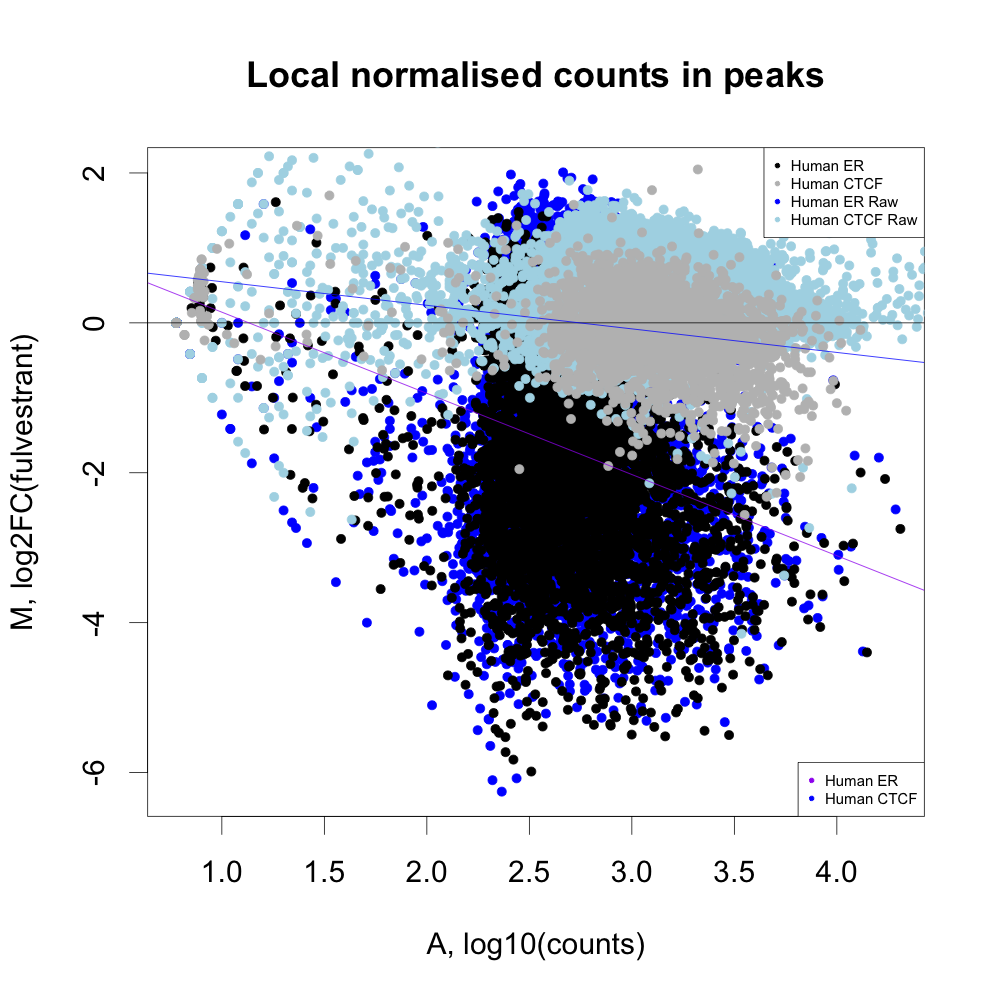 Local normalised counts in peaks
Human ER
Human CTCF
Human ER Raw
Human CTCF Raw
M, log2FC(fulvestrant)
2
0
-2
-4
-6
Human ER
Human CTCF
1.0 1.5 2.0 2.5 3.0 3.5 4.0
A, log10(counts)